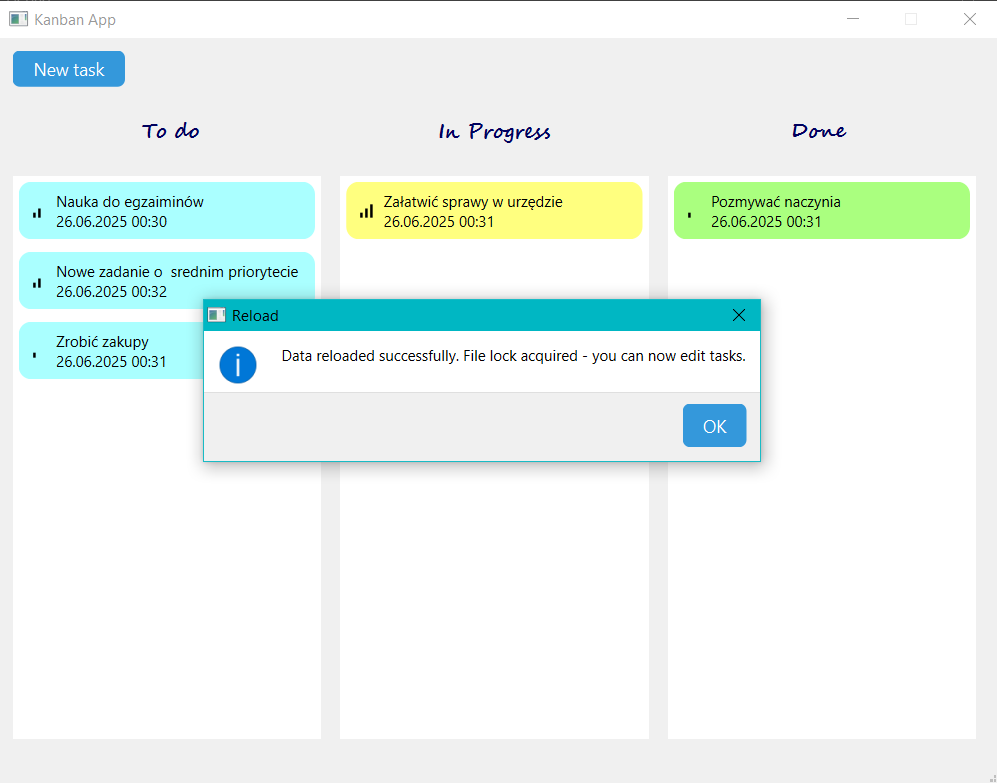 Kanban App
New task
To do
In Progress
Done
Nauka do egzaiminów
26.06.2025 00:30
Nowe zadanie o  srednim priorytecie
26.06.2025 00:32
Zrobić zakupy
26.06.2025 00:31
Załatwić sprawy w urzędzie
26.06.2025 00:31
Pozmywać naczynia
26.06.2025 00:31
Reload
Data reloaded successfully. File lock acquired - you can now edit tasks.
OK